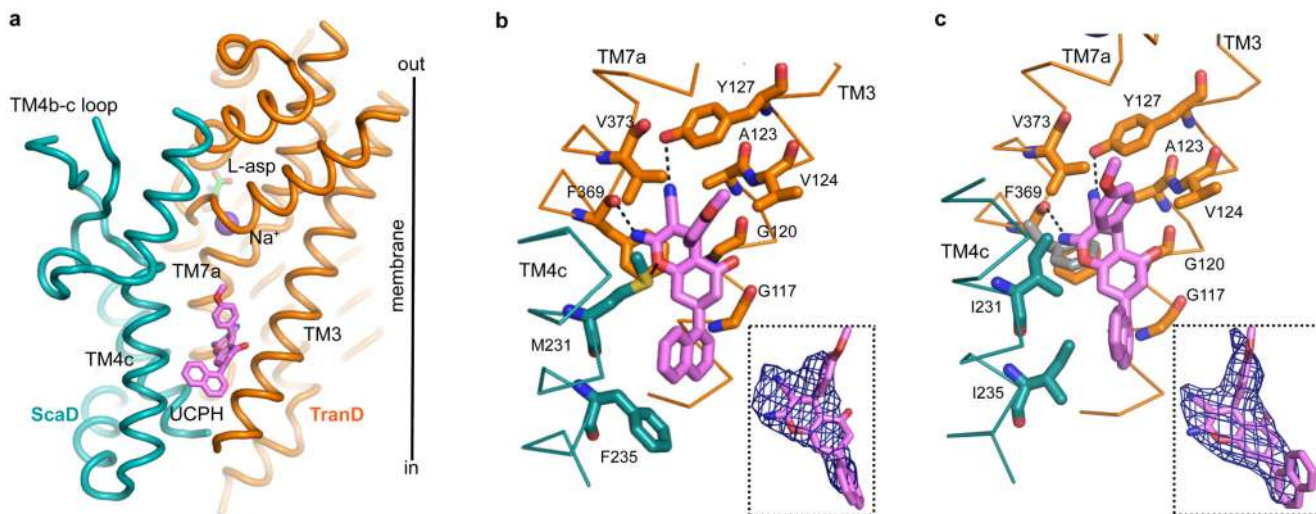 a
out
TM4b-c loop
L-asp
Na+
membrane
TM7a
TM4c
TM3
UCPH
ScaD
TranD
in
b
TM7a
Y127
TM3
V373
A123
F369
V124
G120
TM4c
G117
M231
F235
c
TM7a
TM3
Y127
V373
A123
F369
V124
TM4c
G120
I231
G117
I235